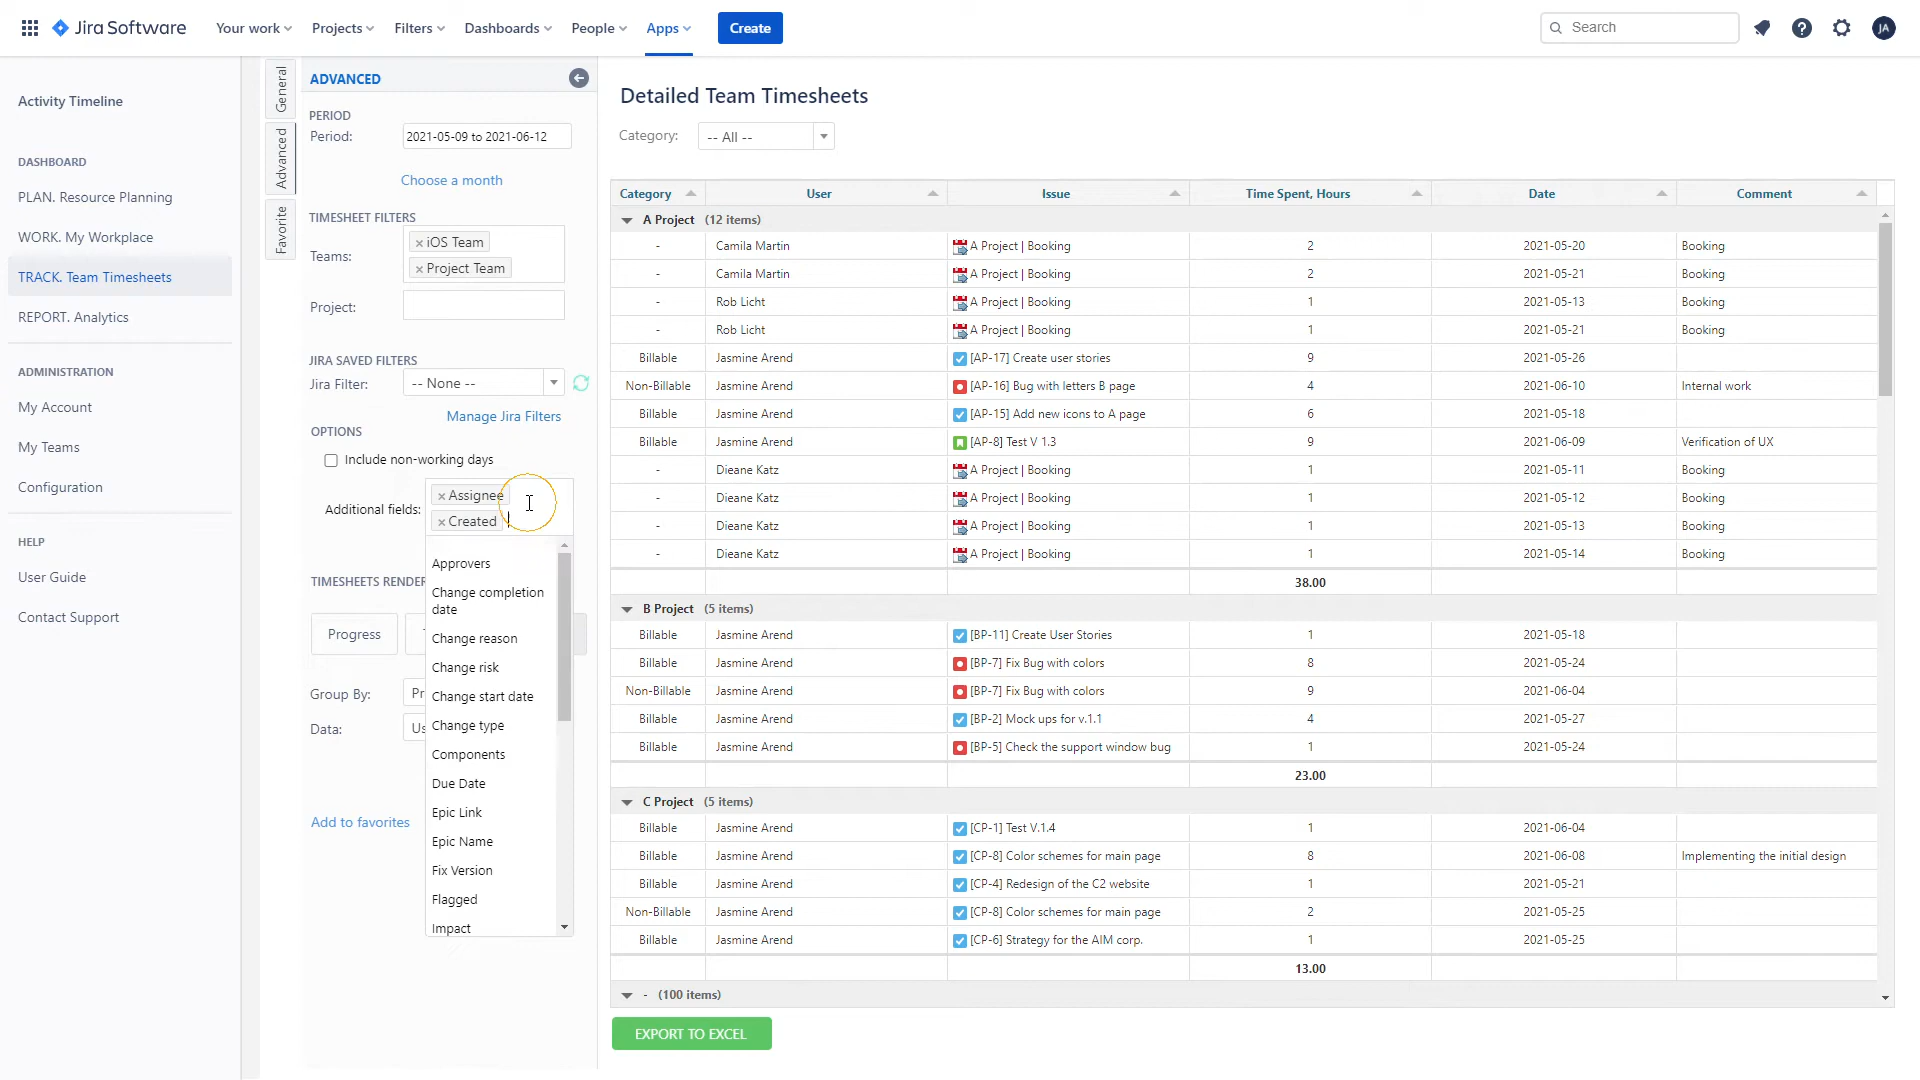 Jira Software
Your work
Projects
Filters
Dashboards
People
Apps
Create
Search
JA
Activity Timeline
DASHBOARD
PLAN. Resource Planning
WORK. My Workplace
TRACK. Team Timesheets
REPORT. Analytics
ADMINISTRATION
My Account
My Teams
Configuration
HELP
User Guide
Contact Support
General
Advanced
Favorite
ADVANCED
PERIOD
Period: 2021-05-09 to 2021-06-12
Choose a month
TIMESHEET FILTERS
Teams: × iOS Team
× Project Team
Project:
JIRA SAVED FILTERS
Jira Filter: -- None --
Manage Jira Filters
OPTIONS
Include non-working days
Additional fields: × Assignee
× Created
Approvers
Change completion
date
Change reason
Change risk
Change start date
Change type
Components
Due Date
Epic Link
Epic Name
Fix Version
Flagged
Impact
TIMESHEETS RENDER
Progress
Group By: Pr
Data: Us
Add to favorites
Detailed Team Timesheets
Category: -- All --
Category User Issue Time Spent, Hours Date Comment
A Project (12 items)
- Camila Martin A Project | Booking 2 2021-05-20 Booking
- Camila Martin A Project | Booking 2 2021-05-21 Booking
- Rob Licht A Project | Booking 1 2021-05-13 Booking
- Rob Licht A Project | Booking 1 2021-05-21 Booking
Billable Jasmine Arend [AP-17] Create user stories 9 2021-05-26
Non-Billable Jasmine Arend [AP-16] Bug with letters B page 4 2021-06-10 Internal work
Billable Jasmine Arend [AP-15] Add new icons to A page 6 2021-05-18
Billable Jasmine Arend [AP-8] Test V 1.3 9 2021-06-09 Verification of UX
- Dieane Katz A Project | Booking 1 2021-05-11 Booking
- Dieane Katz A Project | Booking 1 2021-05-12 Booking
- Dieane Katz A Project | Booking 1 2021-05-13 Booking
- Dieane Katz A Project | Booking 1 2021-05-14 Booking
38.00
B Project (5 items)
Billable Jasmine Arend [BP-11] Create User Stories 1 2021-05-18
Billable Jasmine Arend [BP-7] Fix Bug with colors 8 2021-05-24
Non-Billable Jasmine Arend [BP-7] Fix Bug with colors 9 2021-06-04
Billable Jasmine Arend [BP-2] Mock ups for v.1.1 4 2021-05-27
Billable Jasmine Arend [BP-5] Check the support window bug 1 2021-05-24
23.00
C Project (5 items)
Billable Jasmine Arend [CP-1] Test V.1.4 1 2021-06-04
Billable Jasmine Arend [CP-8] Color schemes for main page 8 2021-06-08 Implementing the initial design
Billable Jasmine Arend [CP-4] Redesign of the C2 website 1 2021-05-21
Non-Billable Jasmine Arend [CP-8] Color schemes for main page 2 2021-05-25
Billable Jasmine Arend [CP-6] Strategy for the AIM corp. 1 2021-05-25
13.00
- (100 items)
EXPORT TO EXCEL